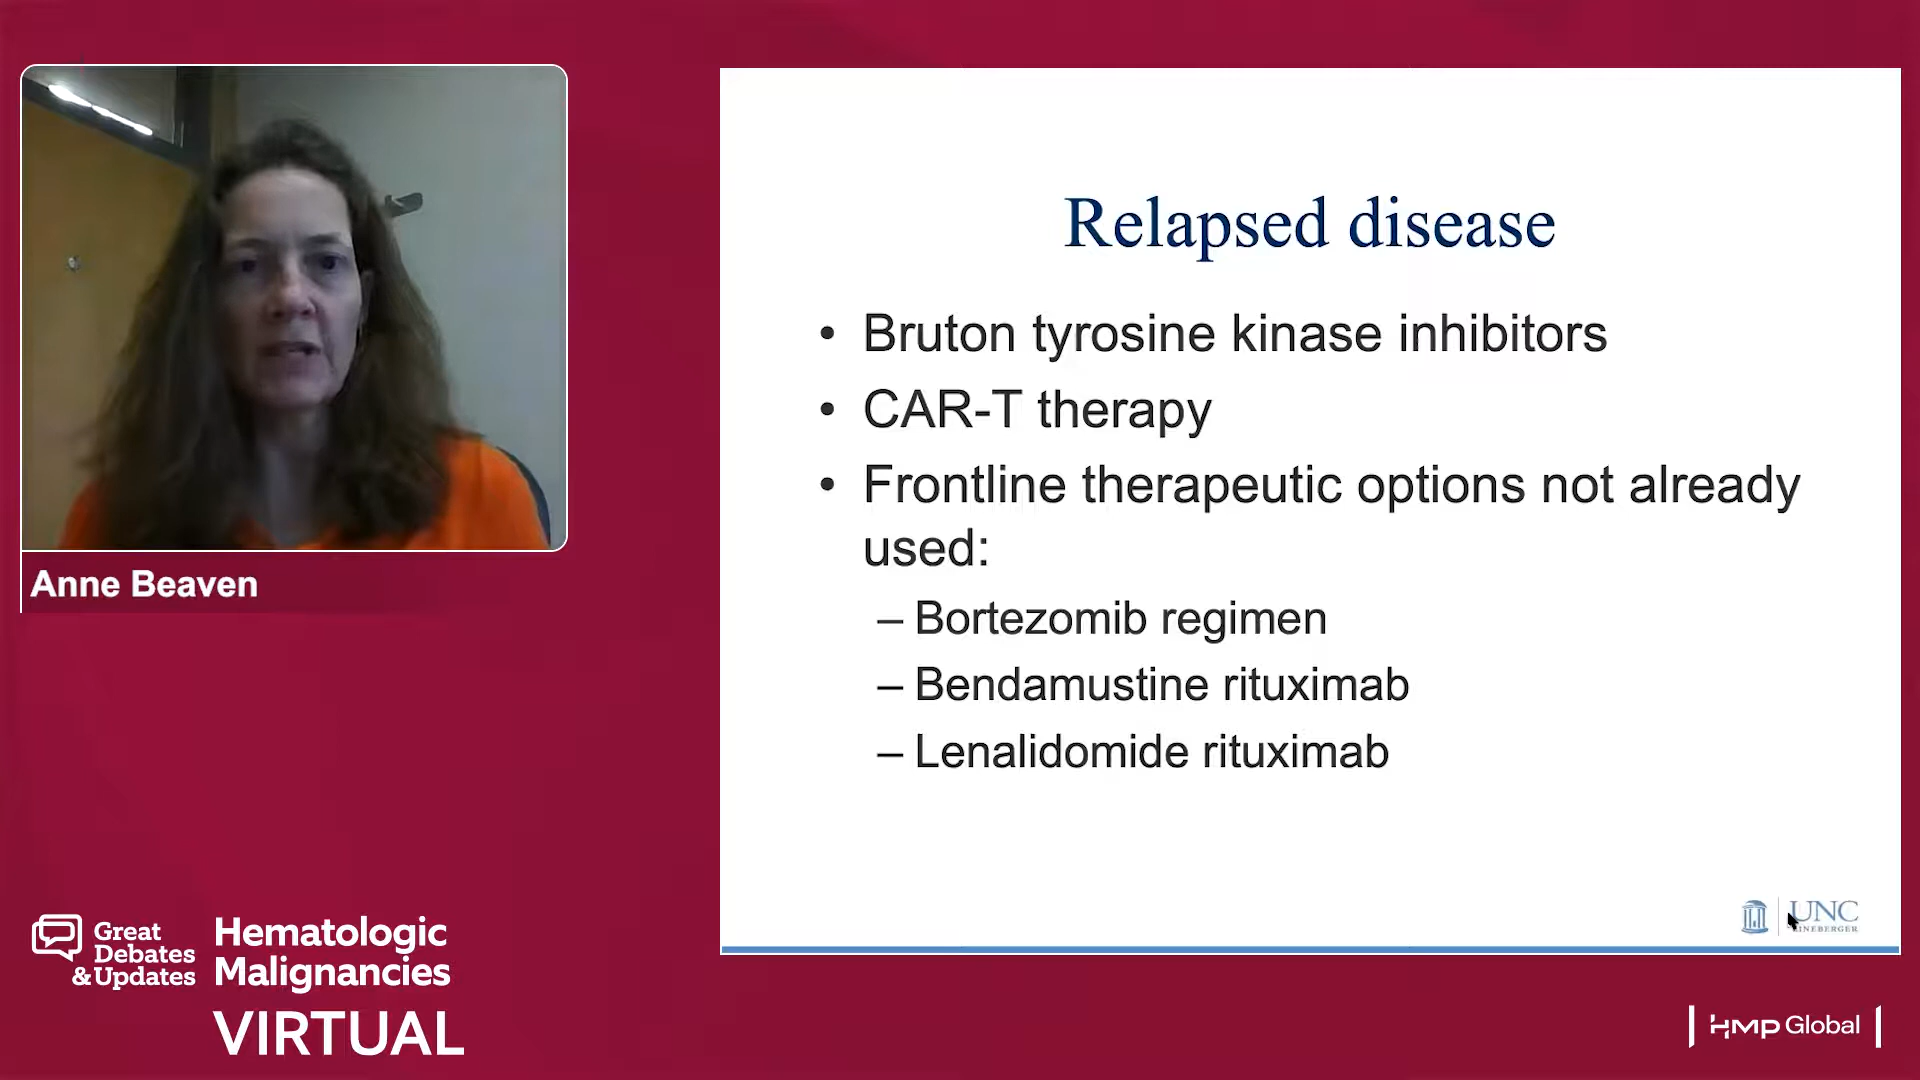 Anne Beaven
Relapsed disease
• Bruton tyrosine kinase inhibitors
• CAR-T therapy
• Frontline therapeutic options not already
used:
– Bortezomib regimen
– Bendamustine rituximab
– Lenalidomide rituximab
UNC
LINEBERGER
Great
Debates
&Updates
Hematologic
Malignancies
VIRTUAL
HMP Global